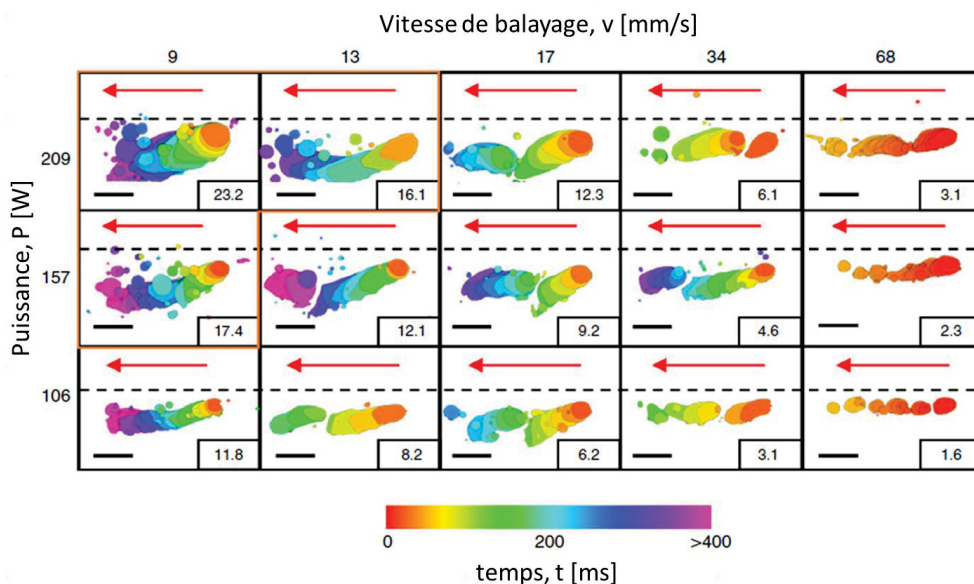 Vitesse de balayage, v [mm/s]
9 13 17 34 68
Puissance, P [W]
209
23.2 16.1 12.3 6.1 3.1
157
17.4 12.1 9.2 4.6 2.3
106
11.8 8.2 6.2 3.1 1.6
0 200 >400
temps, t [ms]